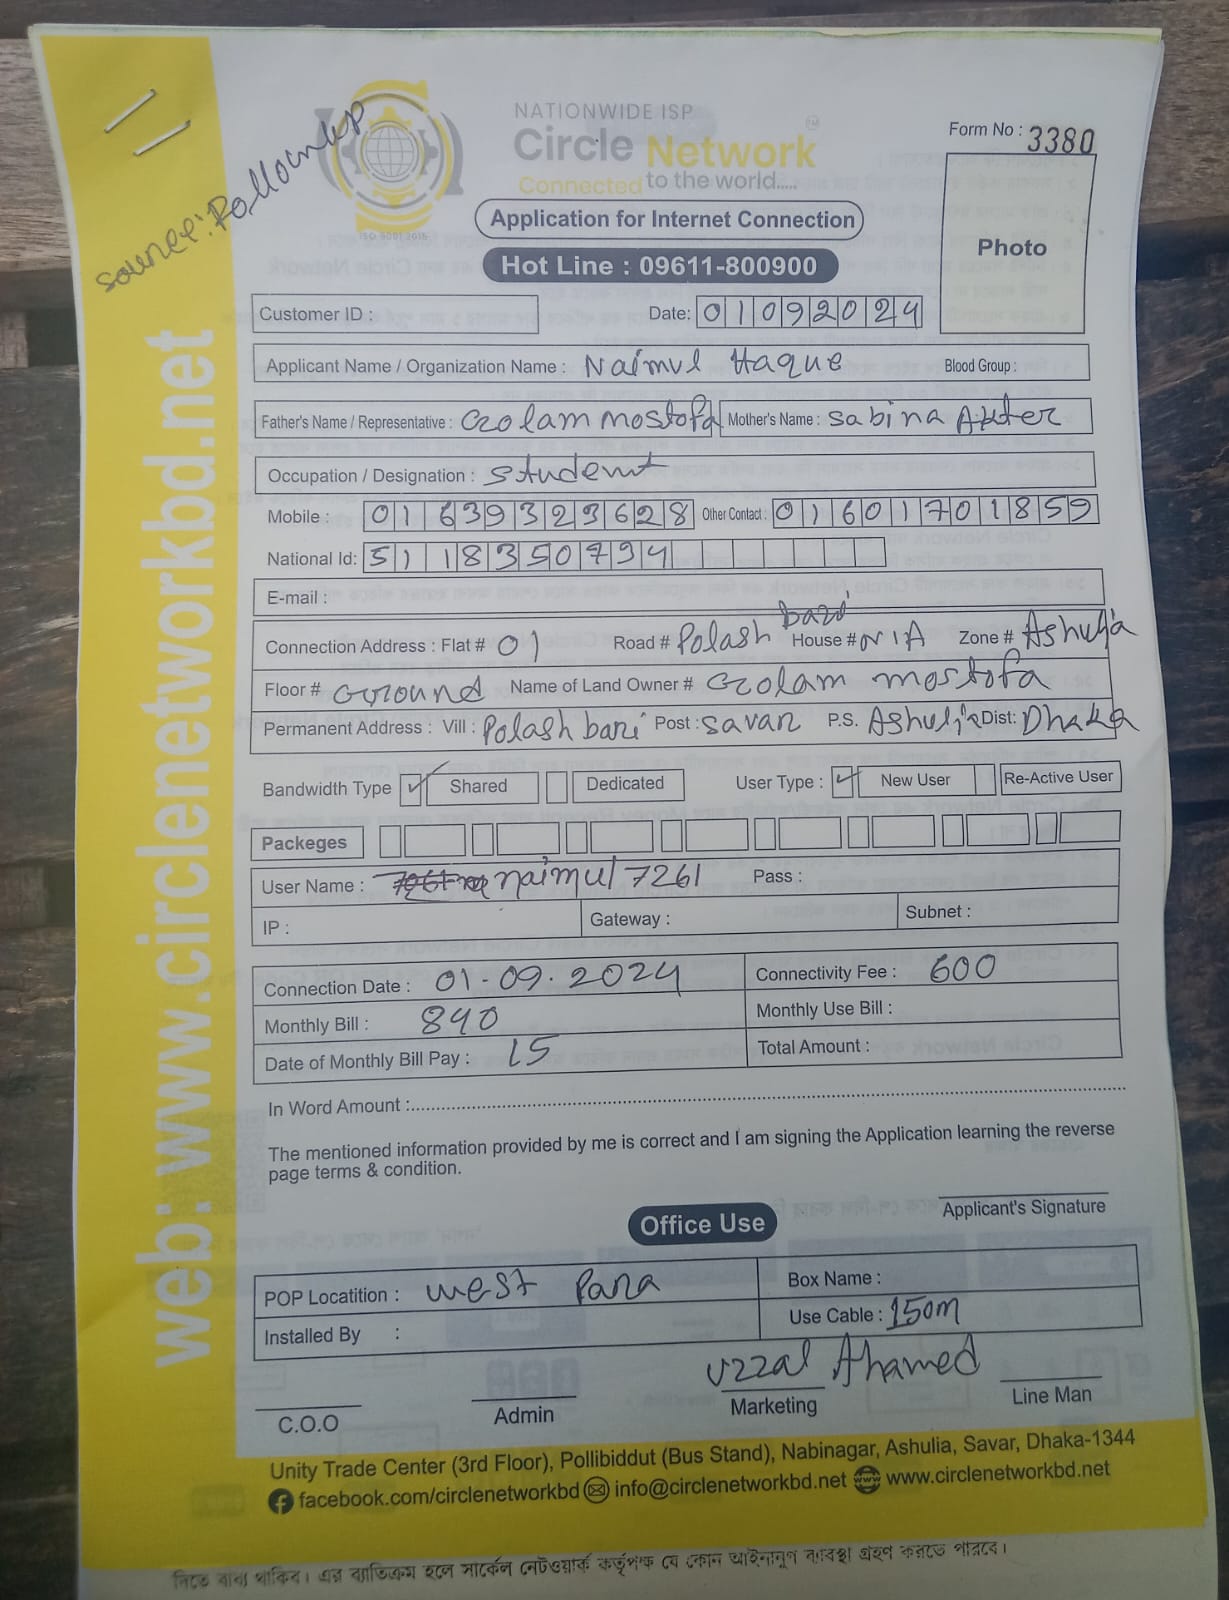 NATIONWIDE ISP
Circle Network
Connected to the world.....
ISO 9001:2015
Form No : 3380
Photo
Application for Internet Connection
Hot Line : 09611-800900
Customer ID :
Date: 01092024
Applicant Name / Organization Name : Naimul Haque Blood Group :
Father's Name / Representative : Golam mostofa Mother's Name : Sabina Akter
Occupation / Designation : Student
Mobile : 01639323628 Other Contact : 01601701859
National Id: 5118350794
E-mail :
Connection Address : Flat # 01 Road # Polash bari House # N/A Zone # Ashulia
Floor # Ground Name of Land Owner # Golam mostofa
Permanent Address : Vill : Polash bari Post : Savar P.S. Ashulia Dist: Dhaka
Bandwidth Type Shared Dedicated User Type : New User Re-Active User
Packeges
User Name : naimul7261 Pass :
IP : Gateway : Subnet :
Connection Date : 01-09-2024 Connectivity Fee : 600
Monthly Bill : 840 Monthly Use Bill :
Date of Monthly Bill Pay : 15 Total Amount :
In Word Amount :
The mentioned information provided by me is correct and I am signing the Application learning the reverse
page terms & condition.
Applicant's Signature
Office Use
POP Locatition : West Para Box Name :
Installed By : Use Cable : 150m
Uzzal Ahamed
C.O.O Admin Marketing Line Man
Unity Trade Center (3rd Floor), Pollibiddut (Bus Stand), Nabinagar, Ashulia, Savar, Dhaka-1344
facebook.com/circlenetworkbd info@circlenetworkbd.net www.circlenetworkbd.net
নিতে বাধ্য থাকিব। এর ব্যতিক্রম হলে সার্কেল নেটওয়ার্ক কর্তৃপক্ষ যে কোন আইনানুগ ব্যবস্থা গ্রহণ করতে পারবে।
web: www.circlenetworkbd.net
source: